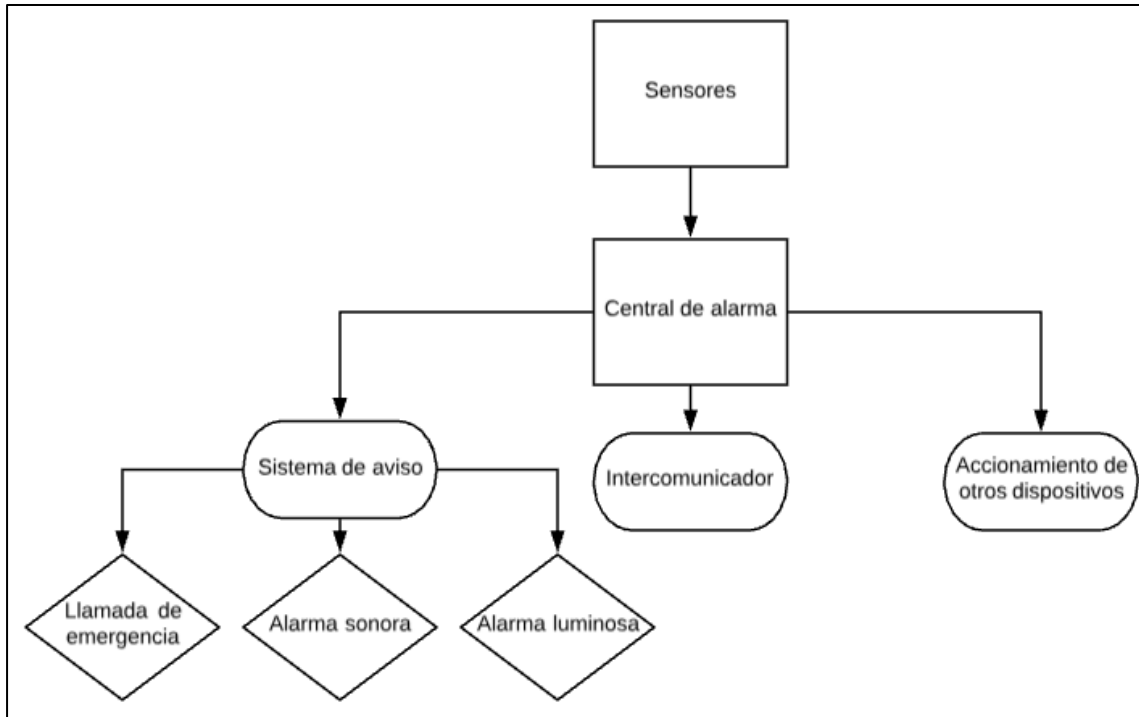 Sensores
Central de alarma
Sistema de aviso
Intercomunicador
Accionamiento de
otros dispositivos
Llamada de
emergencia
Alarma sonora
Alarma luminosa